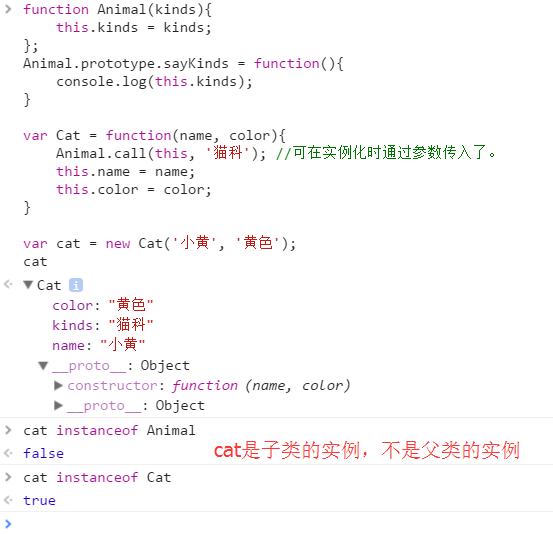 function Animal(kinds){
    this.kinds = kinds;
};
Animal.prototype.sayKinds = function(){
    console.log(this.kinds);
}

var Cat = function(name, color){
    Animal.call(this, '猫科'); //可在实例化时通过参数传入了。
    this.name = name;
    this.color = color;
}

var cat = new Cat('小黄', '黄色');
cat
Cat i
color: "黄色"
kinds: "猫科"
name: "小黄"
__proto__: Object
constructor: function (name, color)
__proto__: Object
cat instanceof Animal
false
cat是子类的实例，不是父类的实例
cat instanceof Cat
true